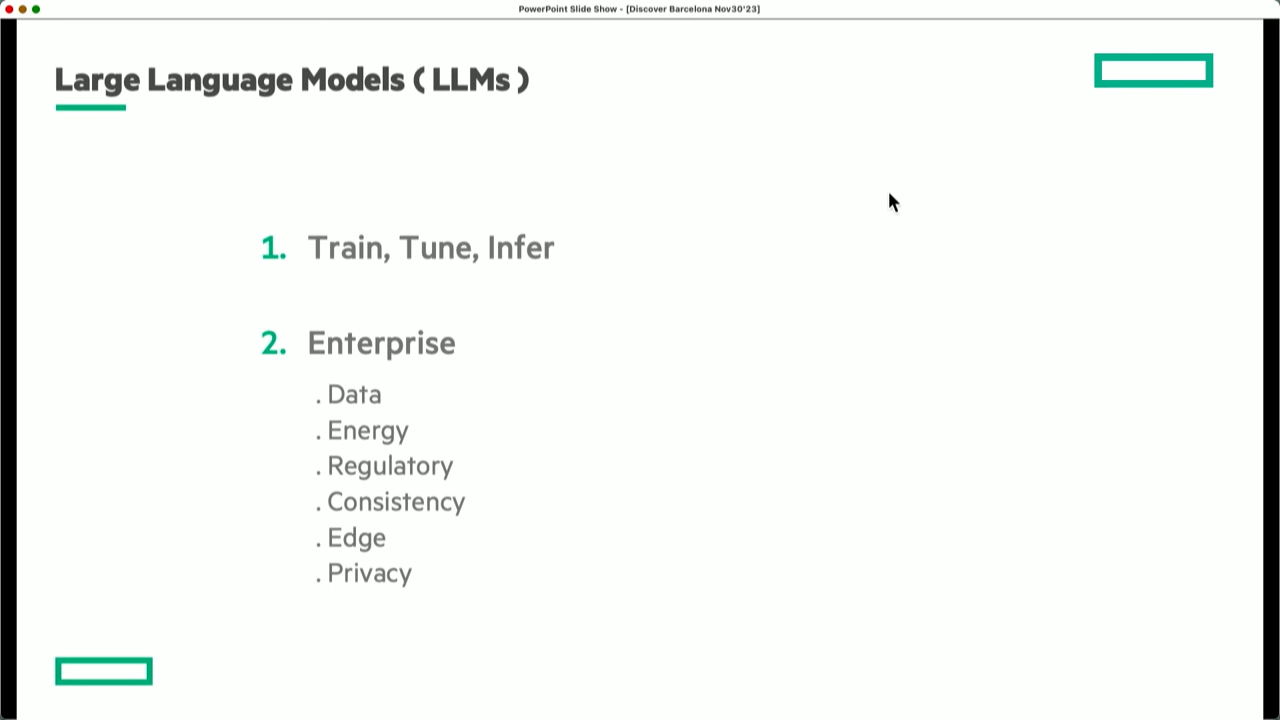 PowerPoint Slide Show - [Discover Barcelona Nov30'23]
Large Language Models ( LLMs )
1. Train, Tune, Infer
2. Enterprise
. Data
. Energy
. Regulatory
. Consistency
. Edge
. Privacy